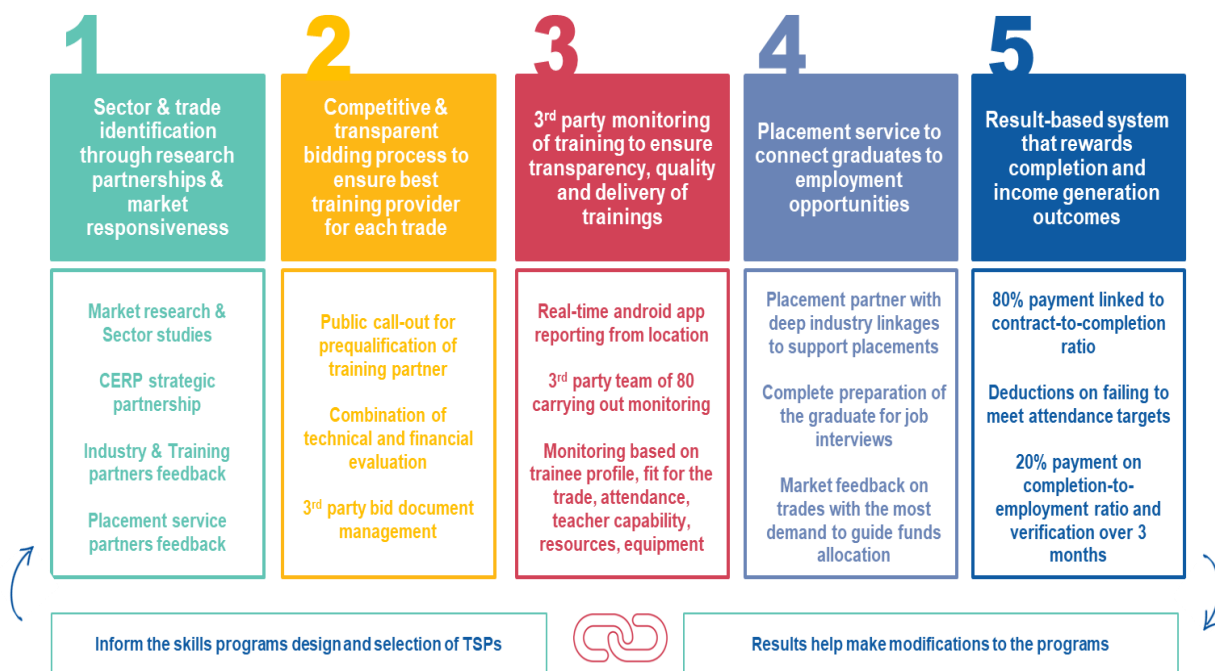 1
Sector & trade
identification
through research
partnerships &
market
responsiveness
Market research &
Sector studies
CERP strategic
partnership
Industry & Training
partners feedback
Placement service
partners feedback
2
Competitive &
transparent
bidding process to
ensure best
training provider
for each trade
Public call-out for
prequalification of
training partner
Combination of
technical and financial
evaluation
3rd party bid document
management
3
3rd party monitoring
of training to ensure
transparency, quality
and delivery of
trainings
Real-time android app
reporting from location
3rd party team of 80
carrying out monitoring
Monitoring based on
trainee profile, fit for the
trade, attendance,
teacher capability,
resources, equipment
4
Placement service to
connect graduates to
employment
opportunities
Placement partner with
deep industry linkages
to support placements
Complete preparation of
the graduate for job
interviews
Market feedback on
trades with the most
demand to guide funds
allocation
5
Result-based system
that rewards
completion and
income generation
outcomes
80% payment linked to
contract-to-completion
ratio
Deductions on failing to
meet attendance targets
20% payment on
completion-to-
employment ratio and
verification over 3
months
Inform the skills programs design and selection of TSPs
Results help make modifications to the programs